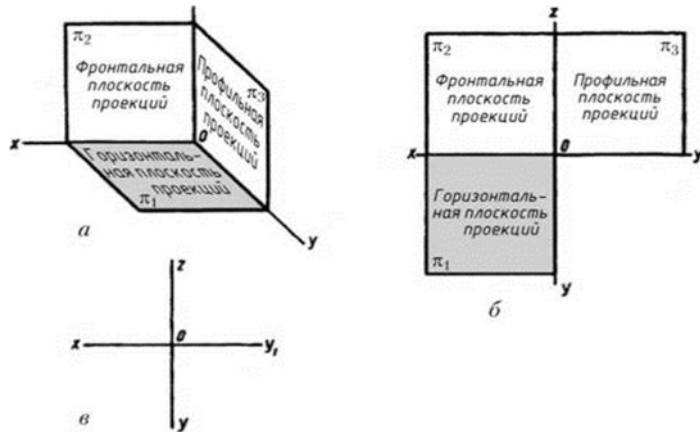 π₂
Фронтальная
плоскость
проекций
π₃
Профильная
плоскость
проекций
x
0
Горизонталь-
ная плоскость
проекций
π₁
y
а
z
π₂
π₃
Фронтальная
плоскость
проекций
Профильная
плоскость
проекций
x
0
y
Горизонталь-
ная плоскость
проекций
π₁
y
б
z
x
0
y₁
y
в